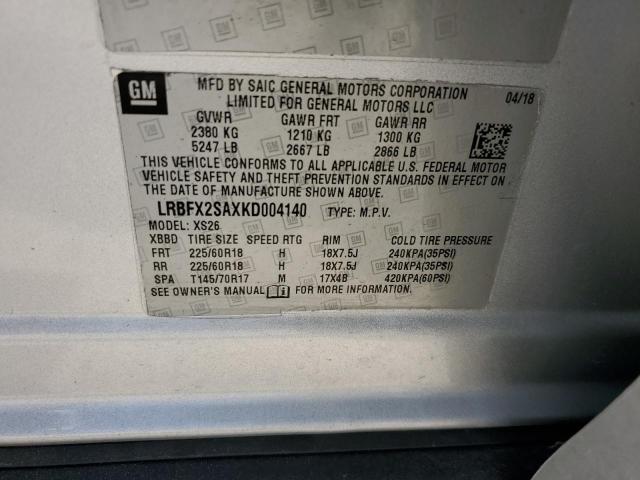 GM
MFD BY SAIC GENERAL MOTORS CORPORATION
LIMITED FOR GENERAL MOTORS LLC
04/18
GVWR GAWR FRT GAWR RR
2380 KG 1210 KG 1300 KG
5247 LB 2667 LB 2866 LB
THIS VEHICLE CONFORMS TO ALL APPLICABLE U.S. FEDERAL MOTOR
VEHICLE SAFETY AND THEFT PREVENTION STANDARDS IN EFFECT ON
THE DATE OF MANUFACTURE SHOWN ABOVE.
LRBFX2SAXKD004140 TYPE: M.P.V.
MODEL: XS26
XBBD TIRE SIZE SPEED RTG RIM COLD TIRE PRESSURE
FRT 225/60R18 H 18X7.5J 240KPA(35PSI)
RR 225/60R18 H 18X7.5J 240KPA(35PSI)
SPA T145/70R17 M 17X4B 420KPA(60PSI)
SEE OWNER'S MANUAL FOR MORE INFORMATION